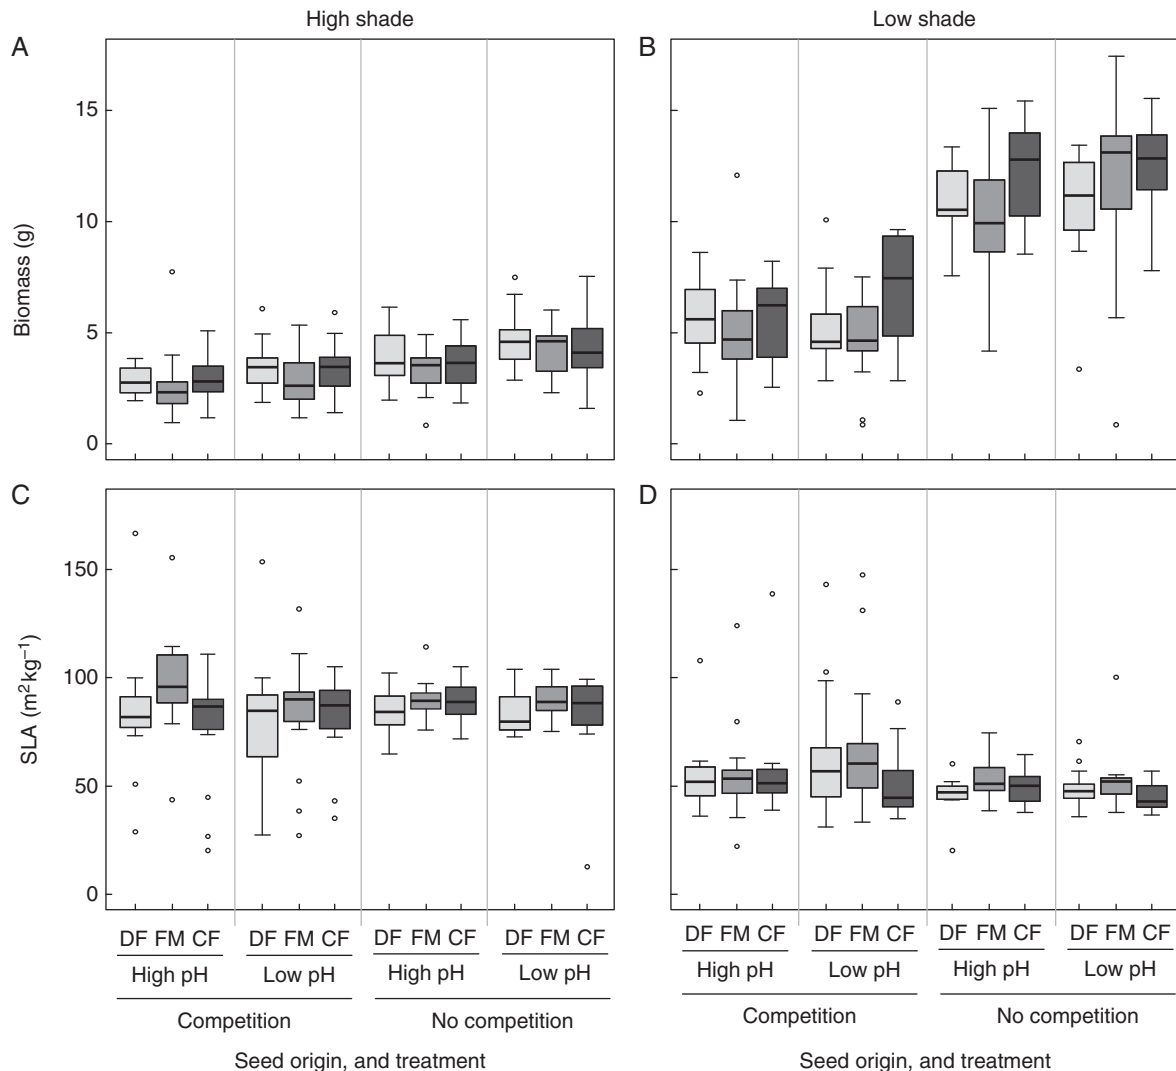 High shade
Low shade
A
B
15
10
5
0
Biomass (g)
C
D
150
100
50
0
SLA (m²kg⁻¹)
DF FM CF DF FM CF DF FM CF DF FM CF
High pH Low pH High pH Low pH
Competition No competition
Seed origin, and treatment
DF FM CF DF FM CF DF FM CF DF FM CF
High pH Low pH High pH Low pH
Competition No competition
Seed origin, and treatment